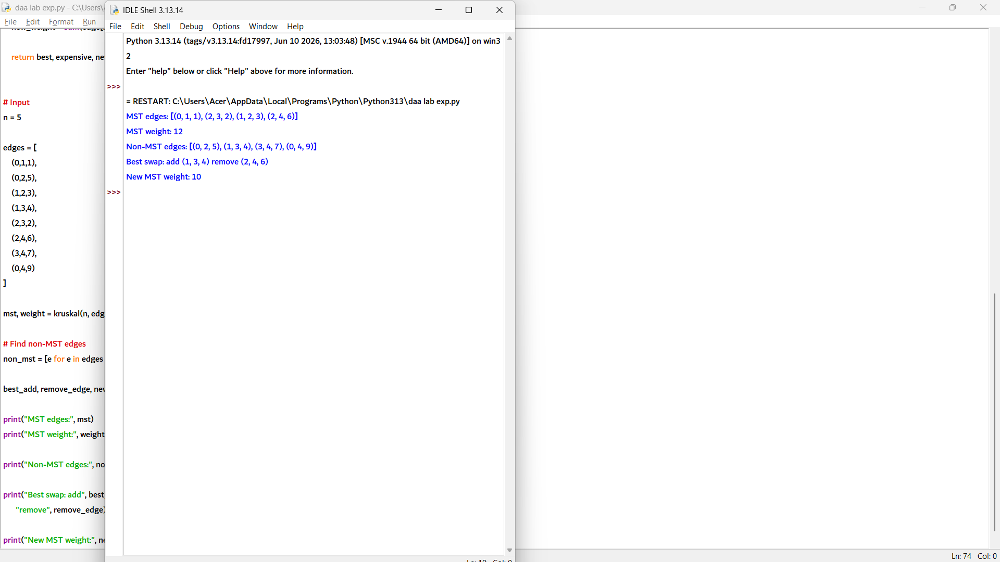 daa lab exp.py - C:\Users\
File Edit Format Run
return best, expensive, ne
# Input
n = 5
edges = [
(0,1,1),
(0,2,5),
(1,2,3),
(1,3,4),
(2,3,2),
(2,4,6),
(3,4,7),
(0,4,9)
]
mst, weight = kruskal(n, edg
# Find non-MST edges
non_mst = [e for e in edges
best_add, remove_edge, nev
print("MST edges:", mst)
print("MST weight:", weight
print("Non-MST edges:", no
print("Best swap: add", best
"remove", remove_edge)
print("New MST weight:", ne
IDLE Shell 3.13.14
File Edit Shell Debug Options Window Help
Python 3.13.14 (tags/v3.13.14:fd17997, Jun 10 2026, 13:03:48) [MSC v.1944 64 bit (AMD64)] on win3
2
Enter "help" below or click "Help" above for more information.
>>>
= RESTART: C:\Users\Acer\AppData\Local\Programs\Python\Python313\daa lab exp.py
MST edges: [(0, 1, 1), (2, 3, 2), (1, 2, 3), (2, 4, 6)]
MST weight: 12
Non-MST edges: [(0, 2, 5), (1, 3, 4), (3, 4, 7), (0, 4, 9)]
Best swap: add (1, 3, 4) remove (2, 4, 6)
New MST weight: 10
>>>
Ln: 10 Col: 0
Ln: 74 Col: 0